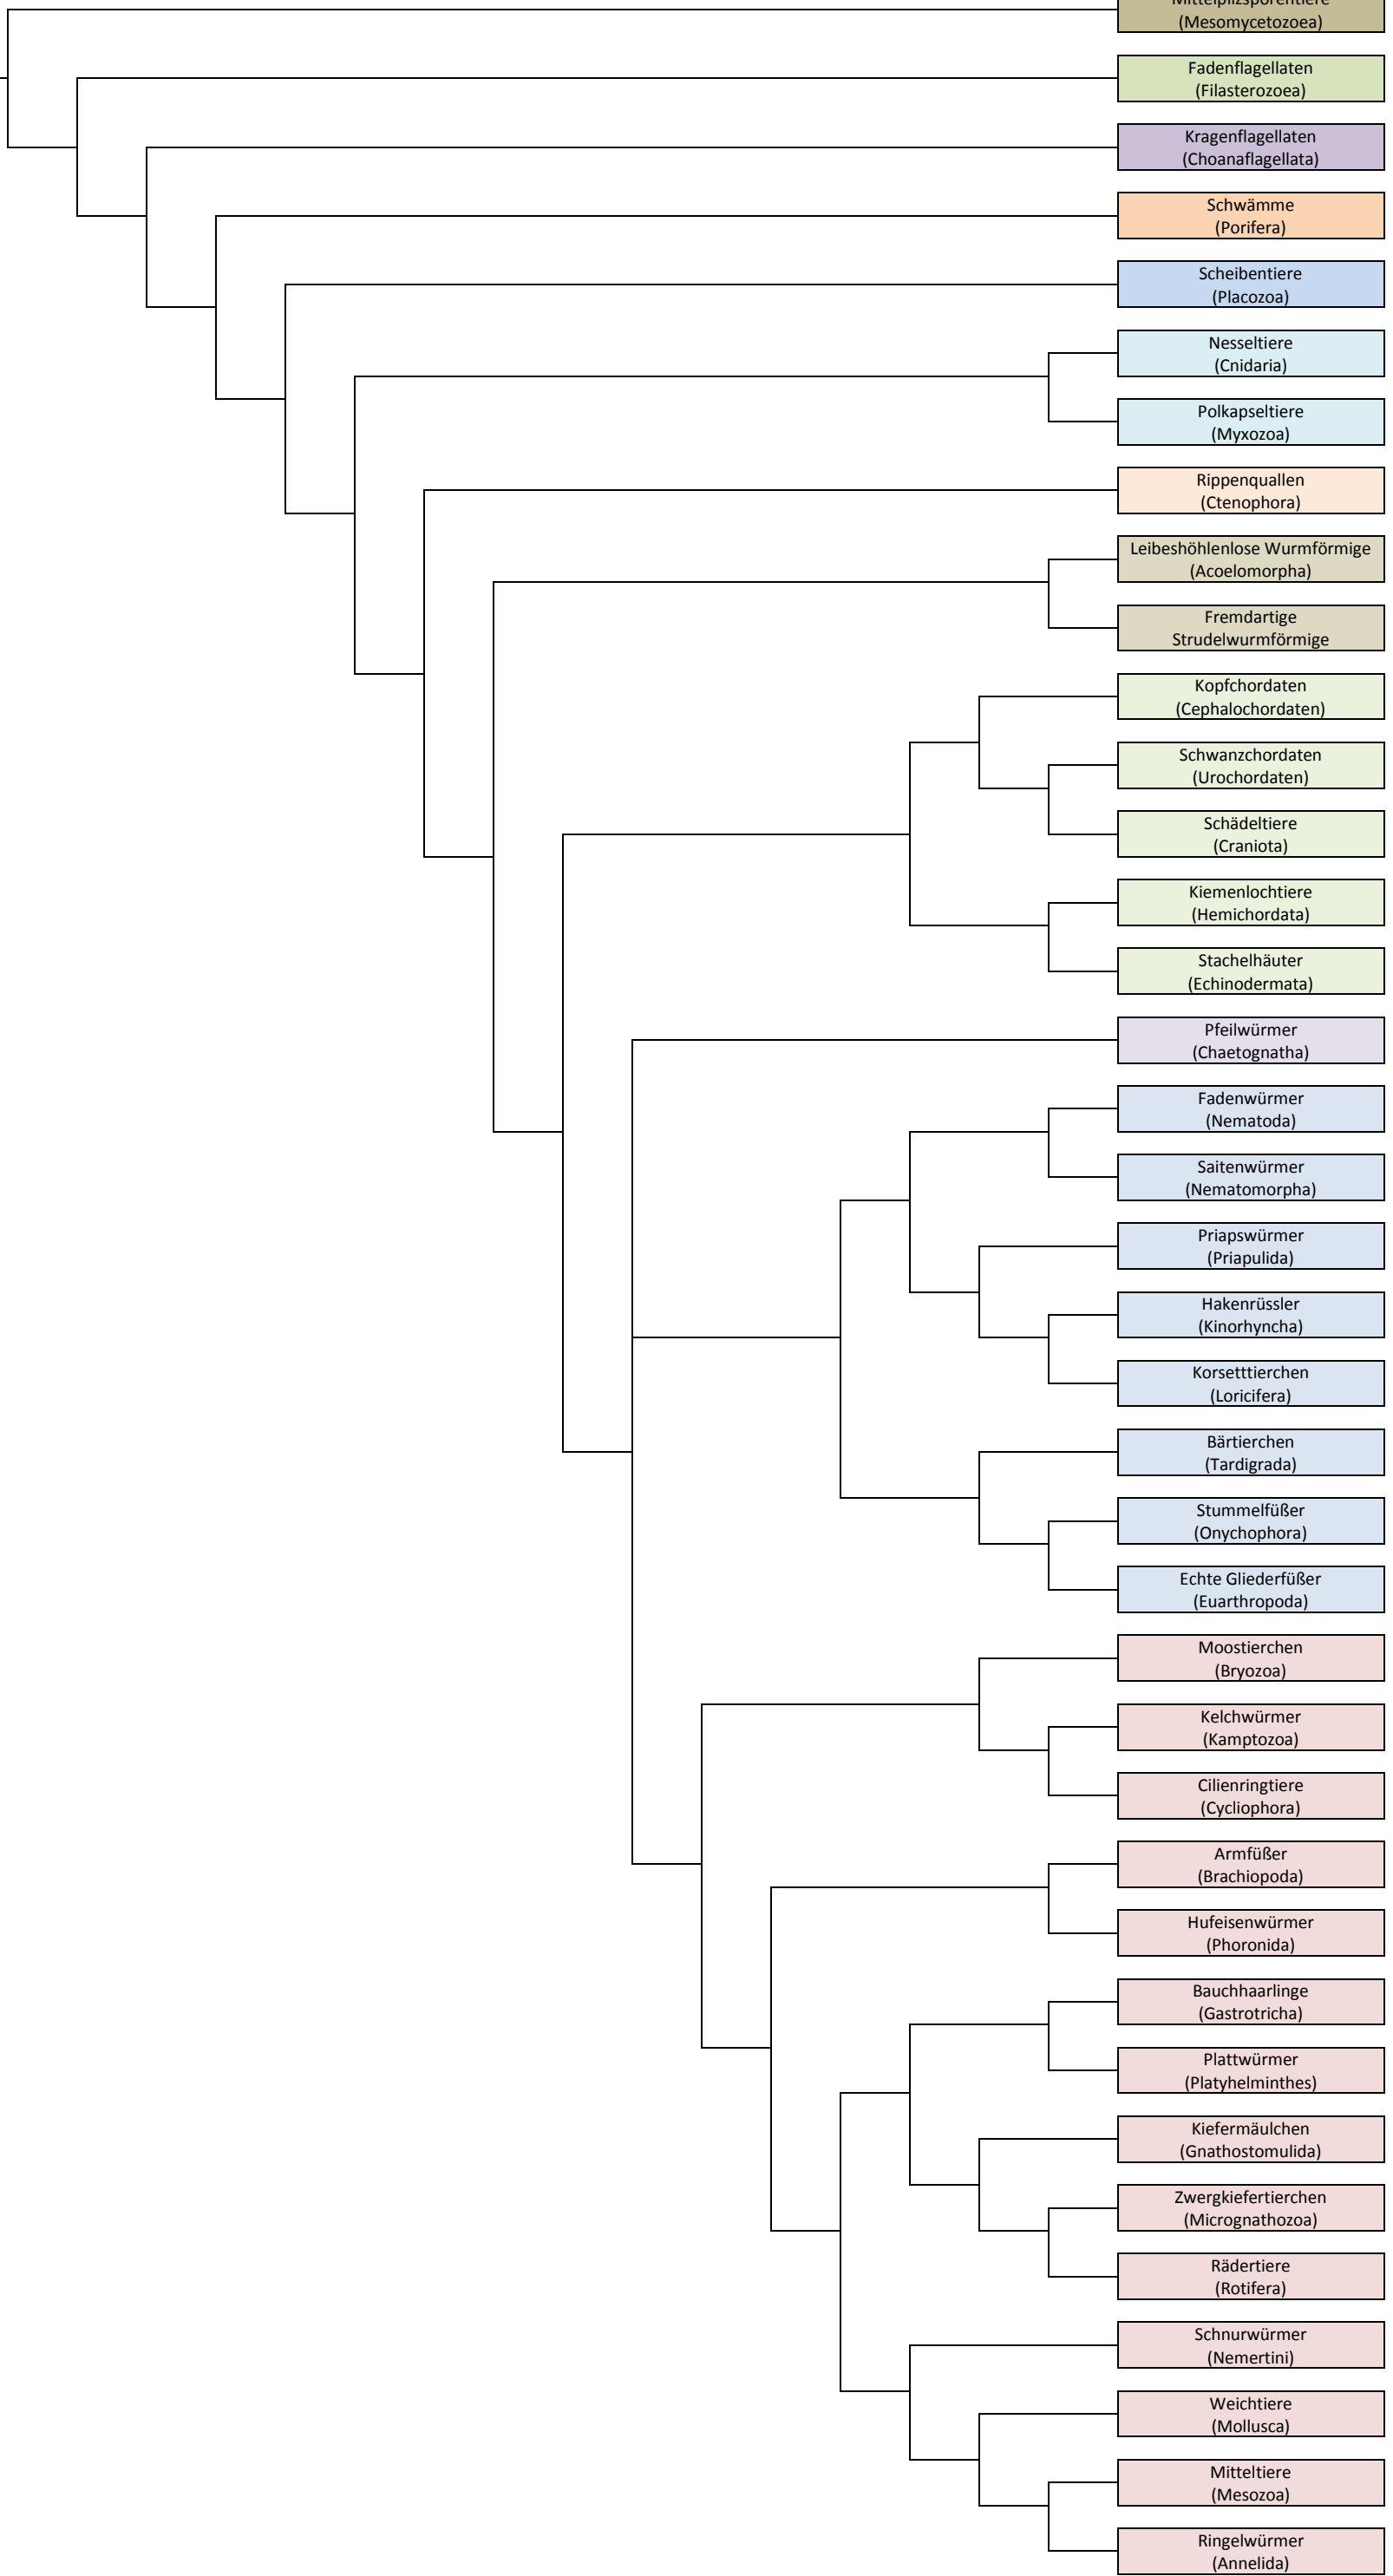 Mittelpilzsporentiere
(Mesomycetozoea)
Fadenflagellaten
(Filasterozoea)
Kragenflagellaten
(Choanaflagellata)
Schwämme
(Porifera)
Scheibentiere
(Placozoa)
Nesseltiere
(Cnidaria)
Polkapseltiere
(Myxozoa)
Rippenquallen
(Ctenophora)
Leibeshöhlenlose Wurmförmige
(Acoelomorpha)
Fremdartige
Strudelwurmförmige
Kopfchordaten
(Cephalochordaten)
Schwanzchordaten
(Urochordaten)
Schädeltiere
(Craniota)
Kiemenlochtiere
(Hemichordata)
Stachelhäuter
(Echinodermata)
Pfeilwürmer
(Chaetognatha)
Fadenwürmer
(Nematoda)
Saitenwürmer
(Nematomorpha)
Priapswürmer
(Priapulida)
Hakenrüssler
(Kinorhyncha)
Korsetttierchen
(Loricifera)
Bärtierchen
(Tardigrada)
Stummelfüßer
(Onychophora)
Echte Gliederfüßer
(Euarthropoda)
Moostierchen
(Bryozoa)
Kelchwürmer
(Kamptozoa)
Cilienringtiere
(Cycliophora)
Armfüßer
(Brachiopoda)
Hufeisenwürmer
(Phoronida)
Bauchhaarlinge
(Gastrotricha)
Plattwürmer
(Platyhelminthes)
Kiefermäulchen
(Gnathostomulida)
Zwergkiefertierchen
(Micrognathozoa)
Rädertiere
(Rotifera)
Schnurwürmer
(Nemertini)
Weichtiere
(Mollusca)
Mitteltiere
(Mesozoa)
Ringelwürmer
(Annelida)